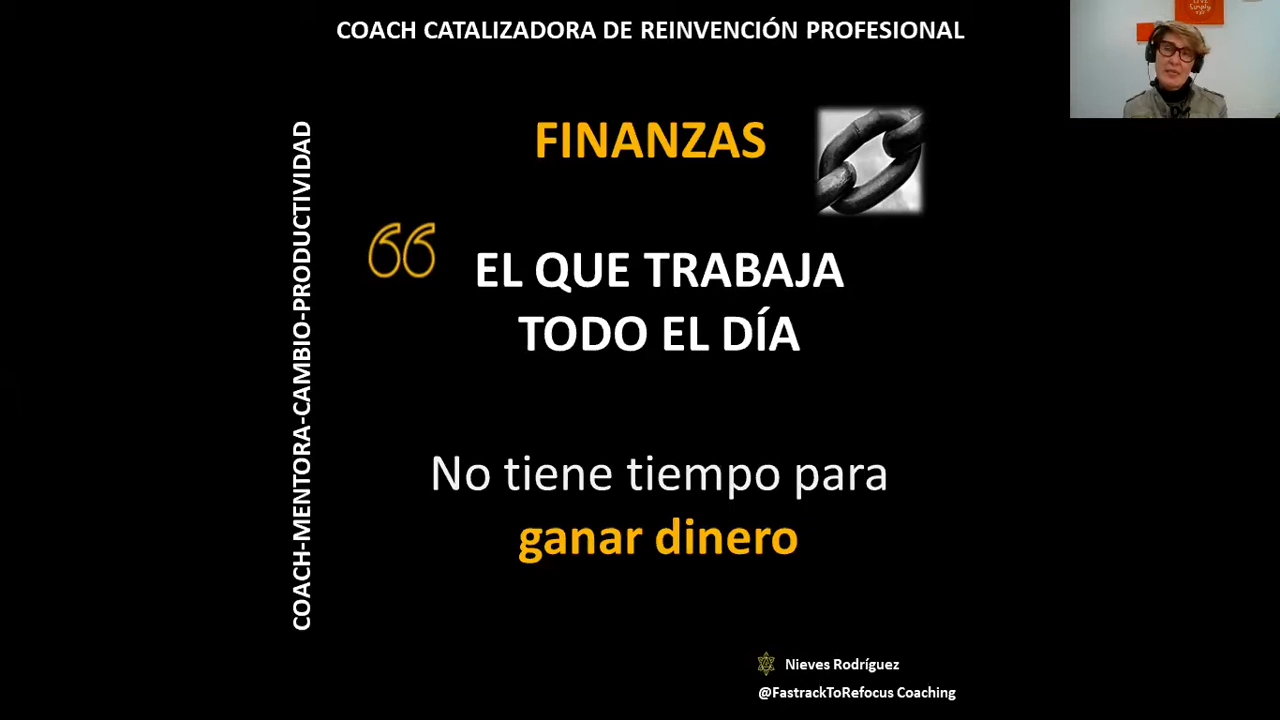 COACH CATALIZADORA DE REINVENCIÓN PROFESIONAL
FINANZAS
EL QUE TRABAJA
TODO EL DÍA
No tiene tiempo para
ganar dinero
COACH-MENTORA-CAMBIO-PRODUCTIVIDAD
Nieves Rodríguez
@FastrackToRefocus Coaching